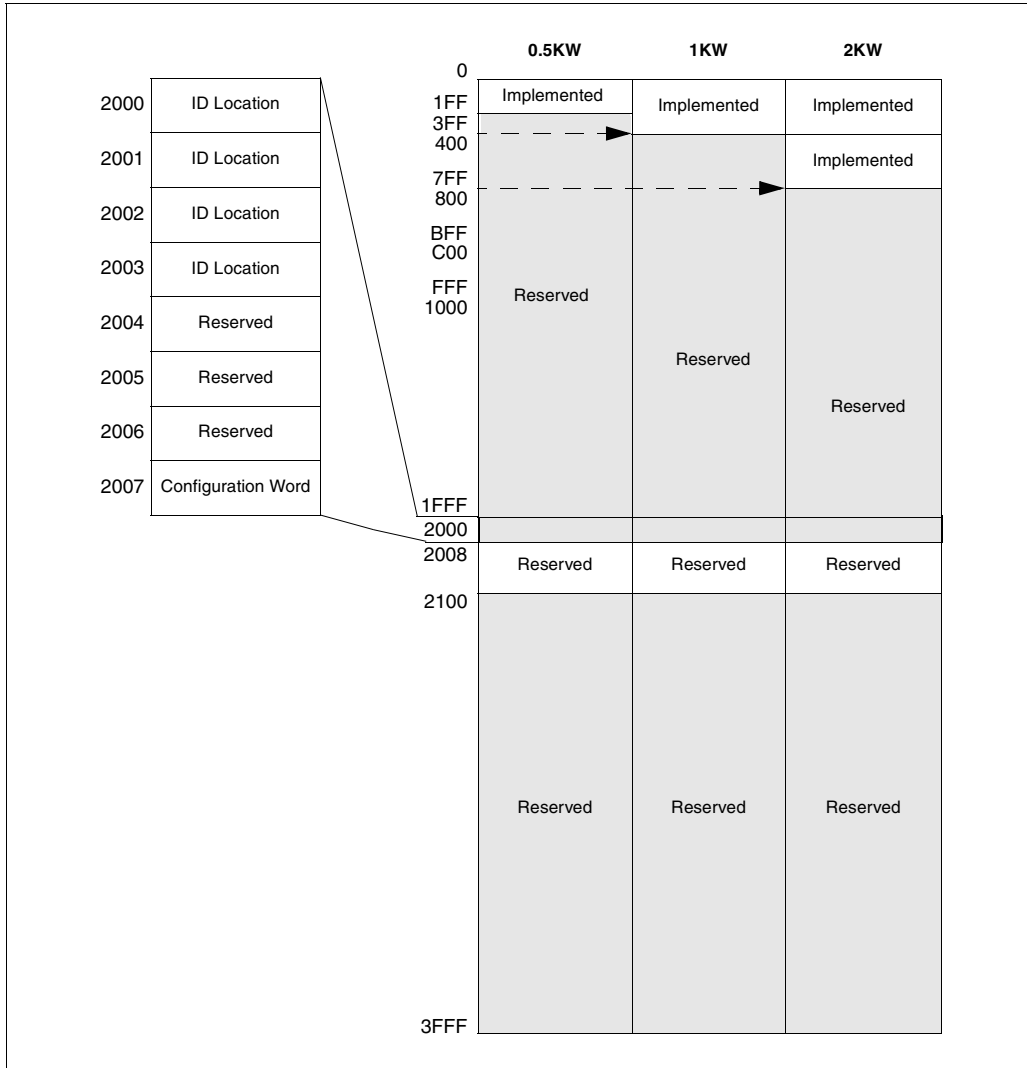 0.5KW 1KW 2KW
0
2000 ID Location
2001 ID Location
2002 ID Location
2003 ID Location
2004 Reserved
2005 Reserved
2006 Reserved
2007 Configuration Word
1FF Implemented Implemented Implemented
3FF
400
Implemented
7FF
800
BFF
C00
FFF
1000
Reserved
Reserved
Reserved
1FFF
2000
2008 Reserved Reserved Reserved
2100
Reserved Reserved Reserved
3FFF